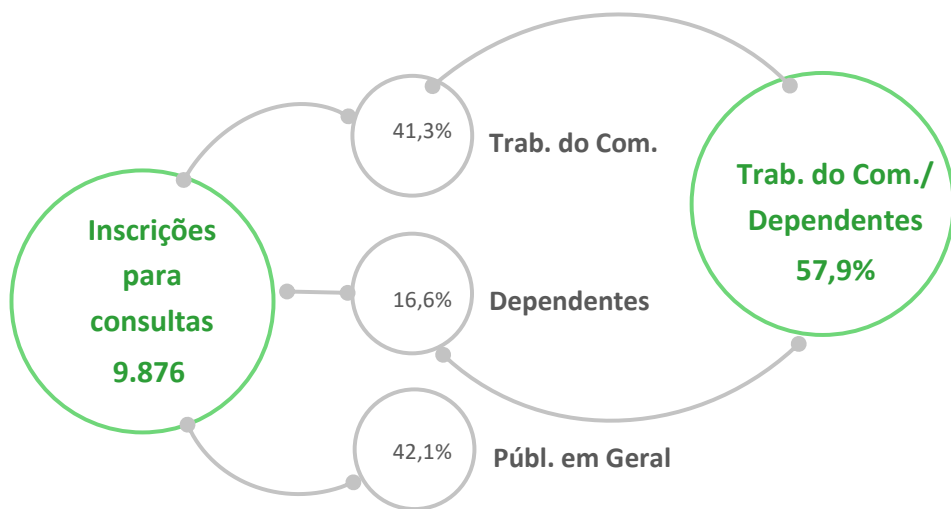 Inscrições
para
consultas
9.876
41,3%
Trab. do Com.
16,6%
Dependentes
42,1%
Públ. em Geral
Trab. do Com./
Dependentes
57,9%